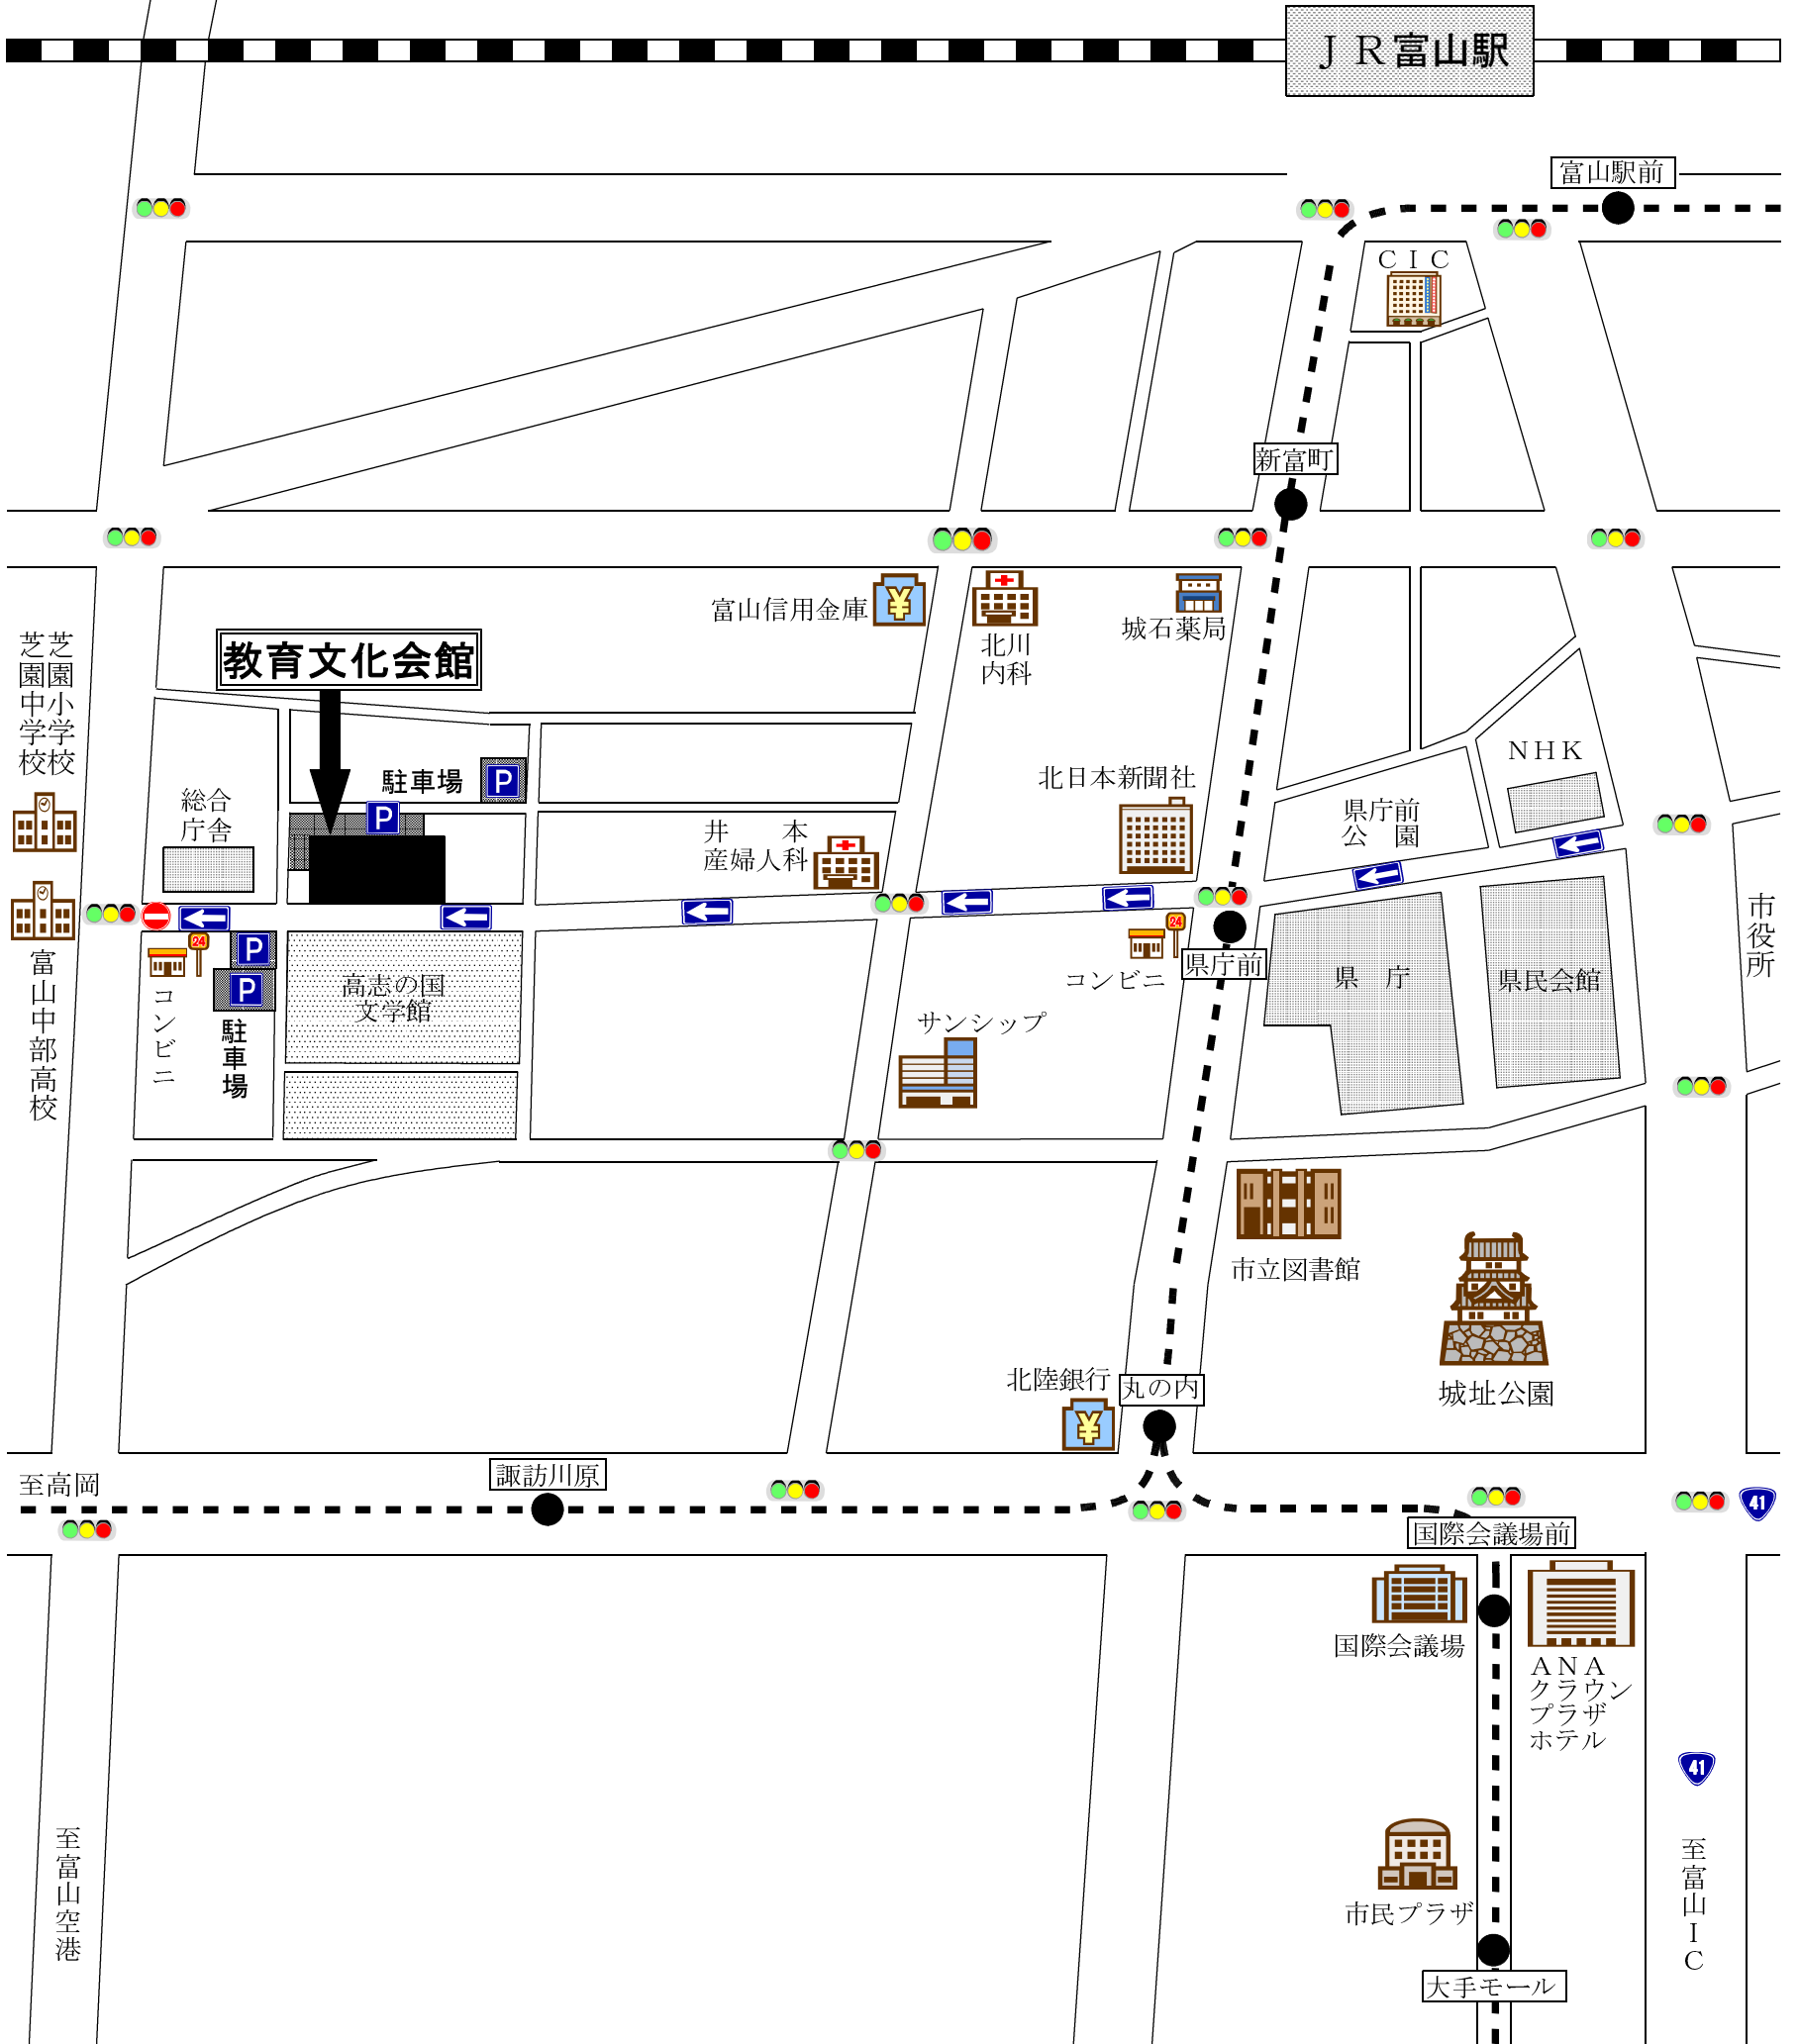 ＪＲ富山駅
富山駅前
ＣＩＣ
新富町
富山信用金庫
北川
内科
城石薬局
芝園小学校
芝園中学校
教育文化会館
駐車場
P
P
総合
庁舎
井　本
産婦人科
北日本新聞社
県庁前
公　園
ＮＨＫ
市役所
24
P
P
コンビニ
駐車場
富山中部高校
高志の国
文学館
24
コンビニ
県庁前
県　庁
県民会館
サンシップ
市立図書館
城址公園
北陸銀行
丸の内
至高岡
諏訪川原
41
国際会議場前
国際会議場
ＡＮＡ
クラウン
プラザ
ホテル
41
至富山空港
至富山ＩＣ
市民プラザ
大手モール